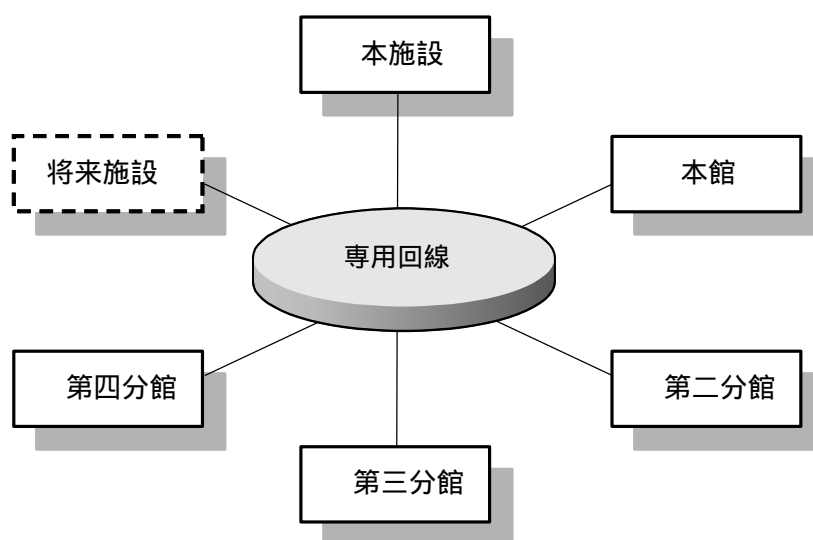 本施設
将来施設
本館
専用回線
第四分館
第二分館
第三分館